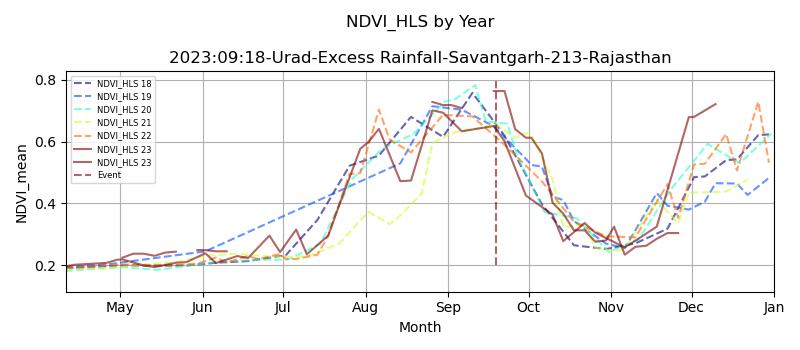 NDVI_HLS by Year
2023:09:18-Urad-Excess Rainfall-Savantgarh-213-Rajasthan
NDVI_mean
0.8
0.6
0.4
0.2
NDVI_HLS 18
NDVI_HLS 19
NDVI_HLS 20
NDVI_HLS 21
NDVI_HLS 22
NDVI_HLS 23
NDVI_HLS 23
Event
May Jun Jul Aug Sep Oct Nov Dec Jan
Month